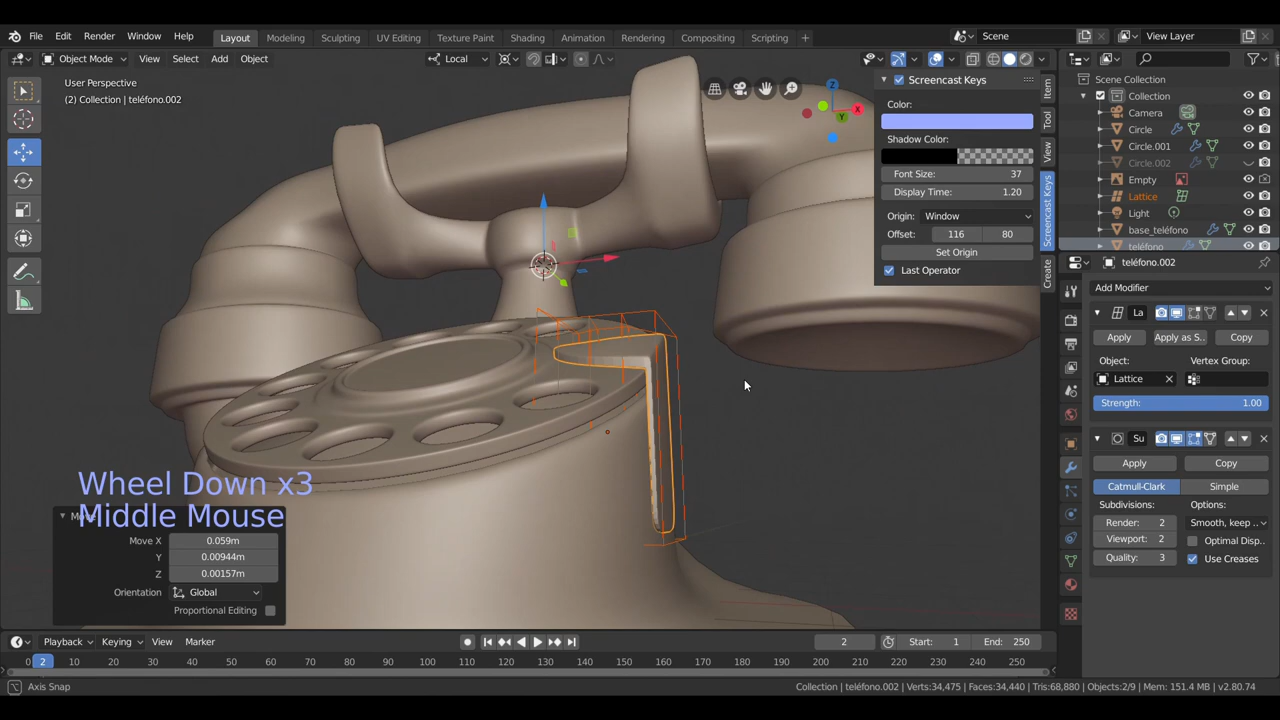 File Edit Render Window Help Layout Modeling Sculpting UV Editing Texture Paint Shading Animation Rendering Compositing Scripting + Scene View Layer
Object Mode View Select Add Object Local
User Perspective
(2) Collection | teléfono.002
Z
X
Y
Screencast Keys
Color:
Shadow Color:
Font Size: 37
Display Time: 1.20
Origin: Window
Offset: 116 80
Set Origin
Last Operator
Item
Tool
View
Screencast Keys
Create
Scene Collection
Collection
Camera
Circle
Circle.001
Circle.002
Empty
Lattice
Light
base_teléfono
teléfono
teléfono.002
Add Modifier
La
Apply Apply as S.. Copy
Object: Vertex Group:
Lattice
Strength: 1.00
Su
Apply Copy
Catmull-Clark Simple
Subdivisions: Options:
Render: 2 Smooth, keep ..
Viewport: 2 Optimal Disp..
Quality: 3 Use Creases
Wheel Down x3
Middle Mouse
Move X 0.059m
Y 0.00944m
Z 0.00157m
Orientation Global
Proportional Editing
Playback Keying View Marker 2 Start: 1 End: 250
2 0 10 20 30 40 50 60 70 80 90 100 110 120 130 140 150 160 170 180 190 200 210 220 230 240 250
Axis Snap Collection | teléfono.002 | Verts:34,475 | Faces:34,440 | Tris:68,880 | Objects:2/9 | Mem: 151.4 MB | v2.80.74